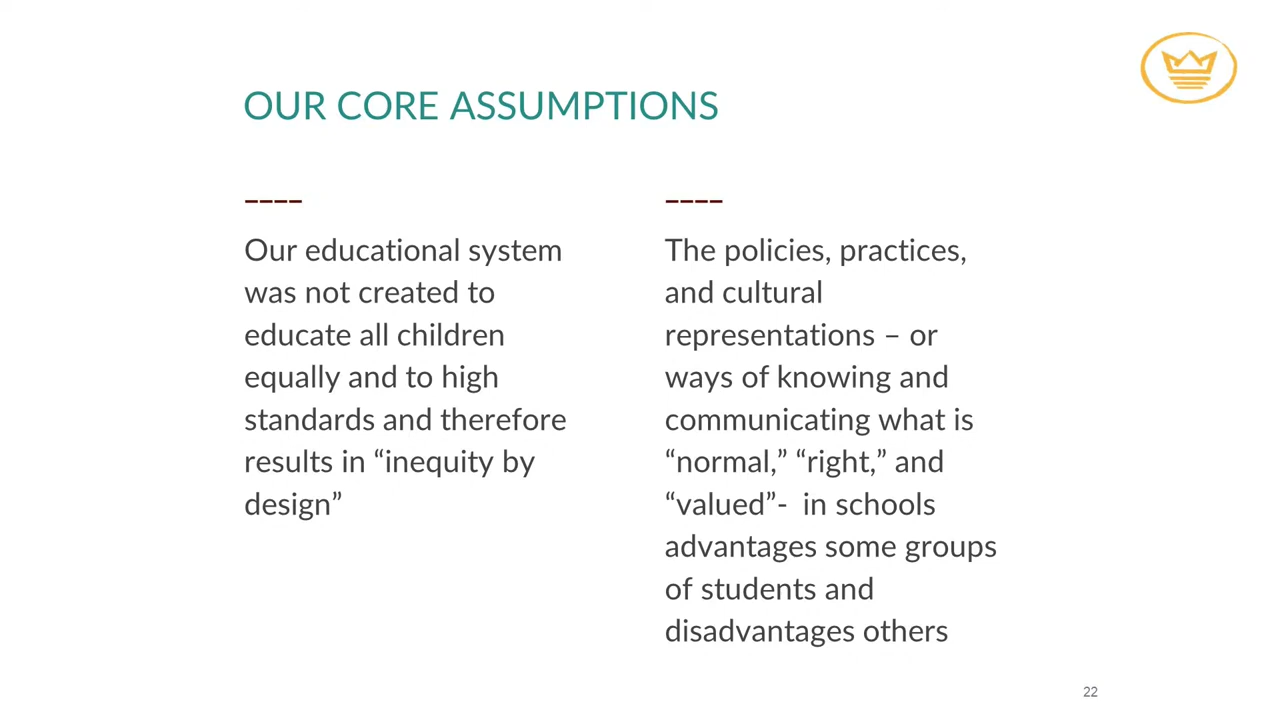 OUR CORE ASSUMPTIONS
––––
Our educational system
was not created to
educate all children
equally and to high
standards and therefore
results in “inequity by
design”
––––
The policies, practices,
and cultural
representations – or
ways of knowing and
communicating what is
“normal,” “right,” and
“valued”-  in schools
advantages some groups
of students and
disadvantages others
22